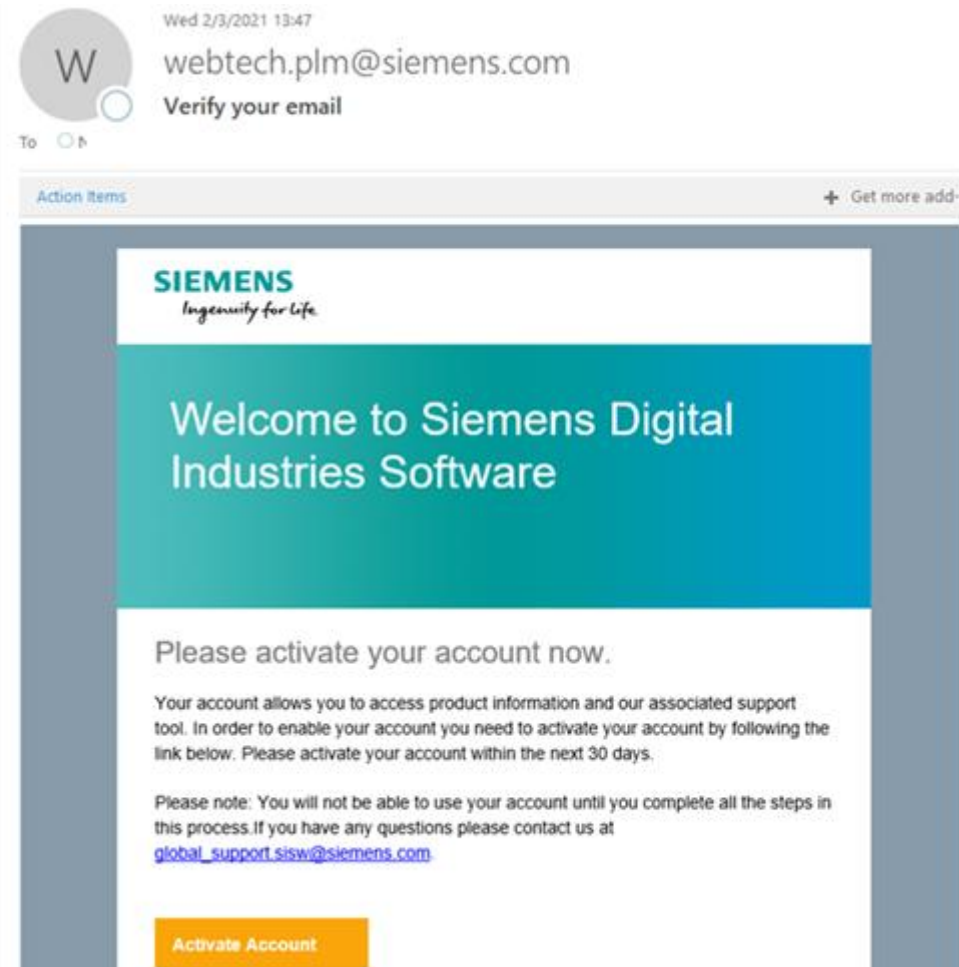 Wed 2/3/2021 13:47
W
webtech.plm@siemens.com
Verify your email
To
Action Items
+ Get more add-
SIEMENS
Ingenuity for life
Welcome to Siemens Digital
Industries Software
Please activate your account now.
Your account allows you to access product information and our associated support
tool. In order to enable your account you need to activate your account by following the
link below. Please activate your account within the next 30 days.
Please note: You will not be able to use your account until you complete all the steps in
this process.If you have any questions please contact us at
global_support.sisw@siemens.com.
Activate Account